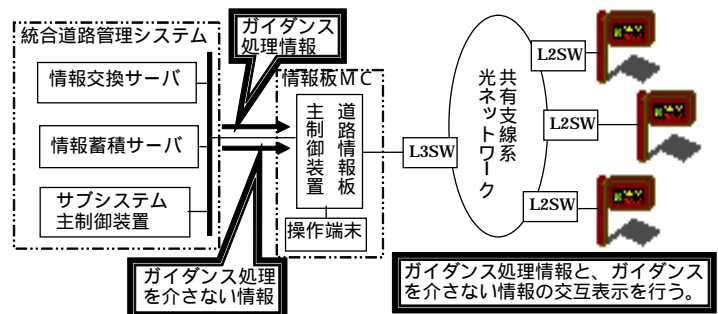 統合道路管理システム
情報交換サーバ
情報蓄積サーバ
サブシステム
主制御装置
ガイダンス
処理情報
情報板MC
道路情報板
主制御装置
操作端末
ガイダンス処理
を介さない情報
L3SW
共有支線系
光ネットワーク
L2SW
L2SW
L2SW
ガイダンス処理情報と、ガイダンス
を介さない情報の交互表示を行う。